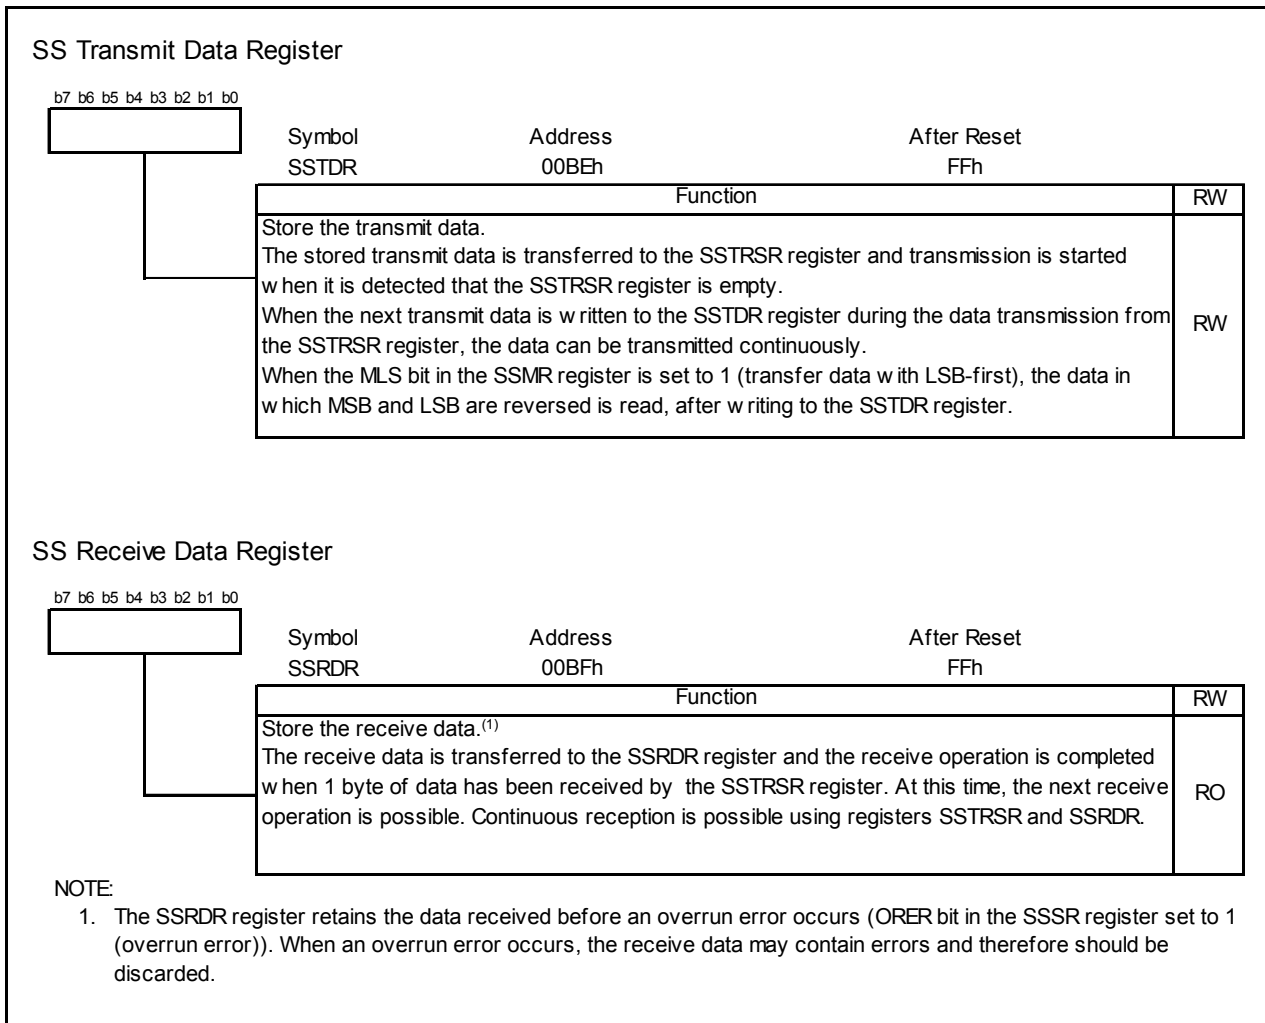 SS Transmit Data Register
b7 b6 b5 b4 b3 b2 b1 b0
Symbol Address After Reset
SSTDR 00BEh FFh
Function RW
Store the transmit data.
The stored transmit data is transferred to the SSTRSR register and transmission is started
when it is detected that the SSTRSR register is empty.
When the next transmit data is written to the SSTDR register during the data transmission from
the SSTRSR register, the data can be transmitted continuously.
When the MLS bit in the SSMR register is set to 1 (transfer data with LSB-first), the data in
which MSB and LSB are reversed is read, after writing to the SSTDR register.
RW
SS Receive Data Register
b7 b6 b5 b4 b3 b2 b1 b0
Symbol Address After Reset
SSRDR 00BFh FFh
Function RW
Store the receive data.(1)
The receive data is transferred to the SSRDR register and the receive operation is completed
when 1 byte of data has been received by the SSTRSR register. At this time, the next receive
operation is possible. Continuous reception is possible using registers SSTRSR and SSRDR.
RO
NOTE:
1. The SSRDR register retains the data received before an overrun error occurs (ORER bit in the SSSR register set to 1
(overrun error)). When an overrun error occurs, the receive data may contain errors and therefore should be
discarded.